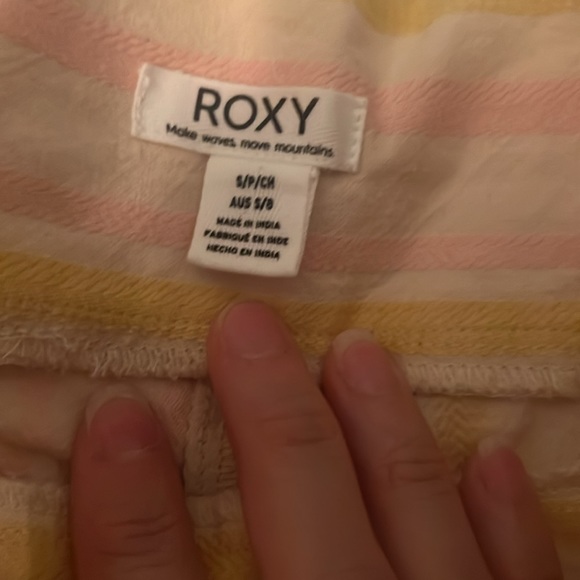 ROXY
Make waves, move mountains.
S/P/CH
AUS S/8
MADE IN INDIA
FABRIQUÉ EN INDE
HECHO EN INDIA